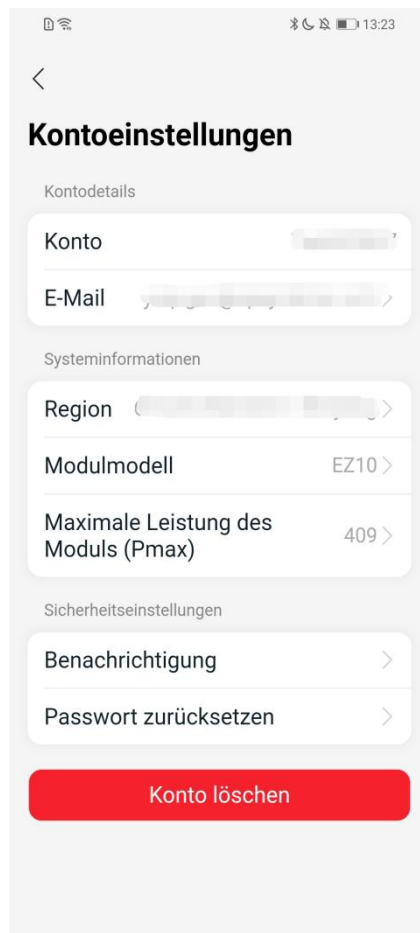 13:23
Kontoeinstellungen
Kontodetails
Konto
E-Mail
Systeminformationen
Region
Modulmodell EZ10
Maximale Leistung des
Moduls (Pmax) 409
Sicherheitseinstellungen
Benachrichtigung
Passwort zurücksetzen
Konto löschen